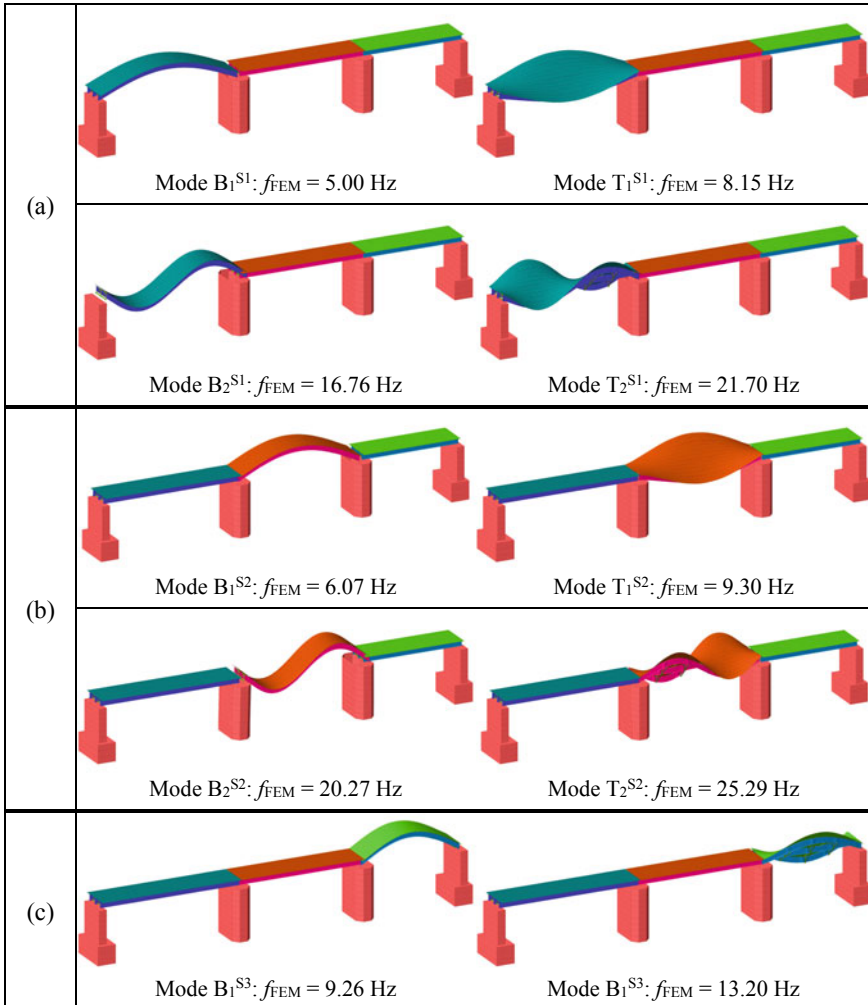 (a)
Mode B₁ˢ¹: fFEM = 5.00 Hz
Mode T₁ˢ¹: fFEM = 8.15 Hz
Mode B₂ˢ¹: fFEM = 16.76 Hz
Mode T₂ˢ¹: fFEM = 21.70 Hz
(b)
Mode B₁ˢ²: fFEM = 6.07 Hz
Mode T₁ˢ²: fFEM = 9.30 Hz
Mode B₂ˢ²: fFEM = 20.27 Hz
Mode T₂ˢ²: fFEM = 25.29 Hz
(c)
Mode B₁ˢ³: fFEM = 9.26 Hz
Mode B₁ˢ³: fFEM = 13.20 Hz